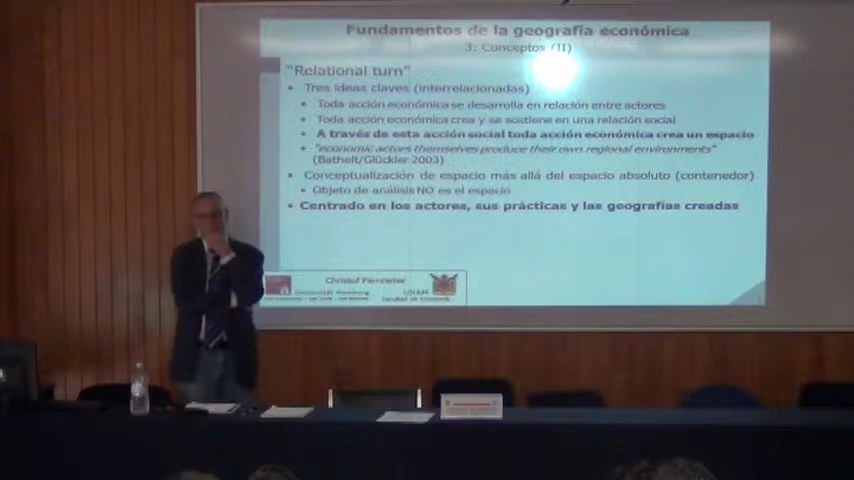 Fundamentos de la geografía económica
3: Conceptos (II)
"Relational turn"
• Tres ideas claves (interrelacionadas)
• Toda acción económica se desarrolla en relación entre actores
• Toda acción económica crea y se sostiene en una relación social
• A través de esta acción social toda acción económica crea un espacio
• "economic actors themselves produce their own regional environments"
(Bathelt/Glückler 2003)
• Conceptualización de espacio más allá del espacio absoluto (contenedor)
• Objeto de análisis NO es el espacio
• Centrado en los actores, sus prácticas y las geografías creadas
Christof Parnreiter
Universität Hamburg
UNAM